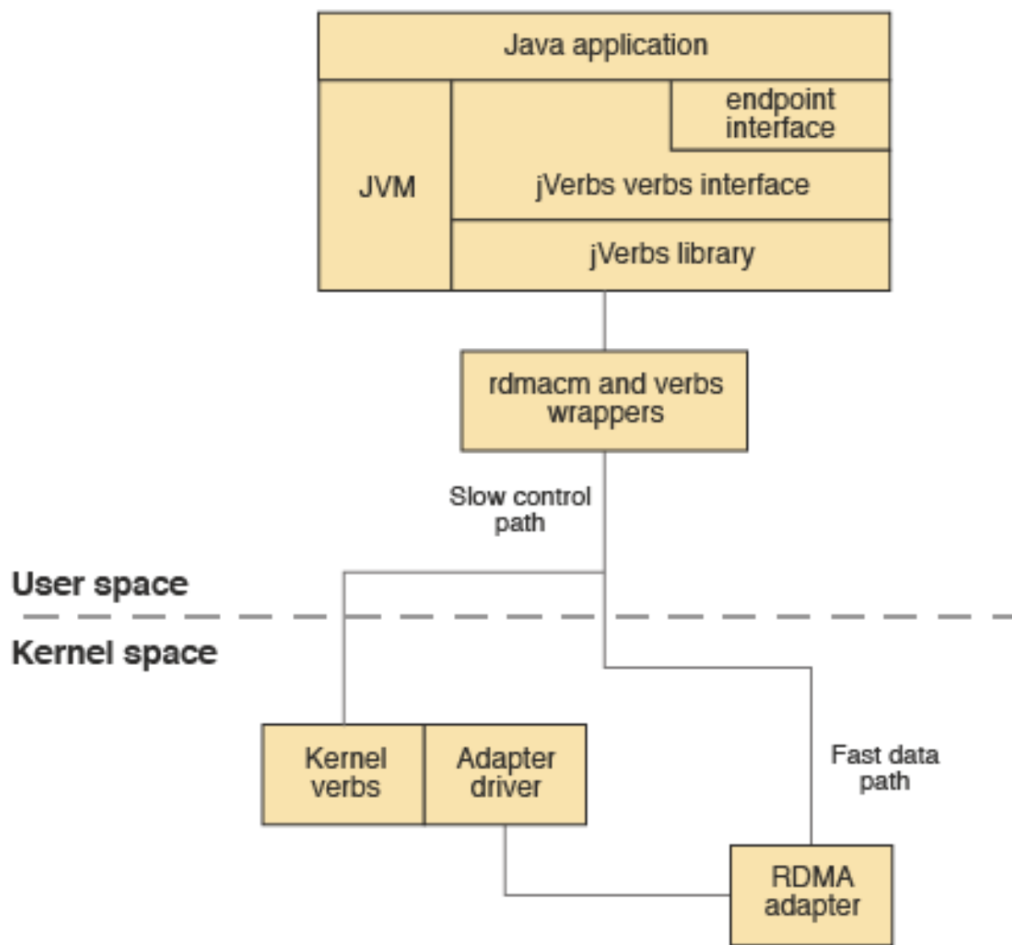 Java application
endpoint
interface
JVM
jVerbs verbs interface
jVerbs library
rdmacm and verbs
wrappers
Slow control
path
User space
Kernel space
Kernel
verbs
Adapter
driver
Fast data
path
RDMA
adapter